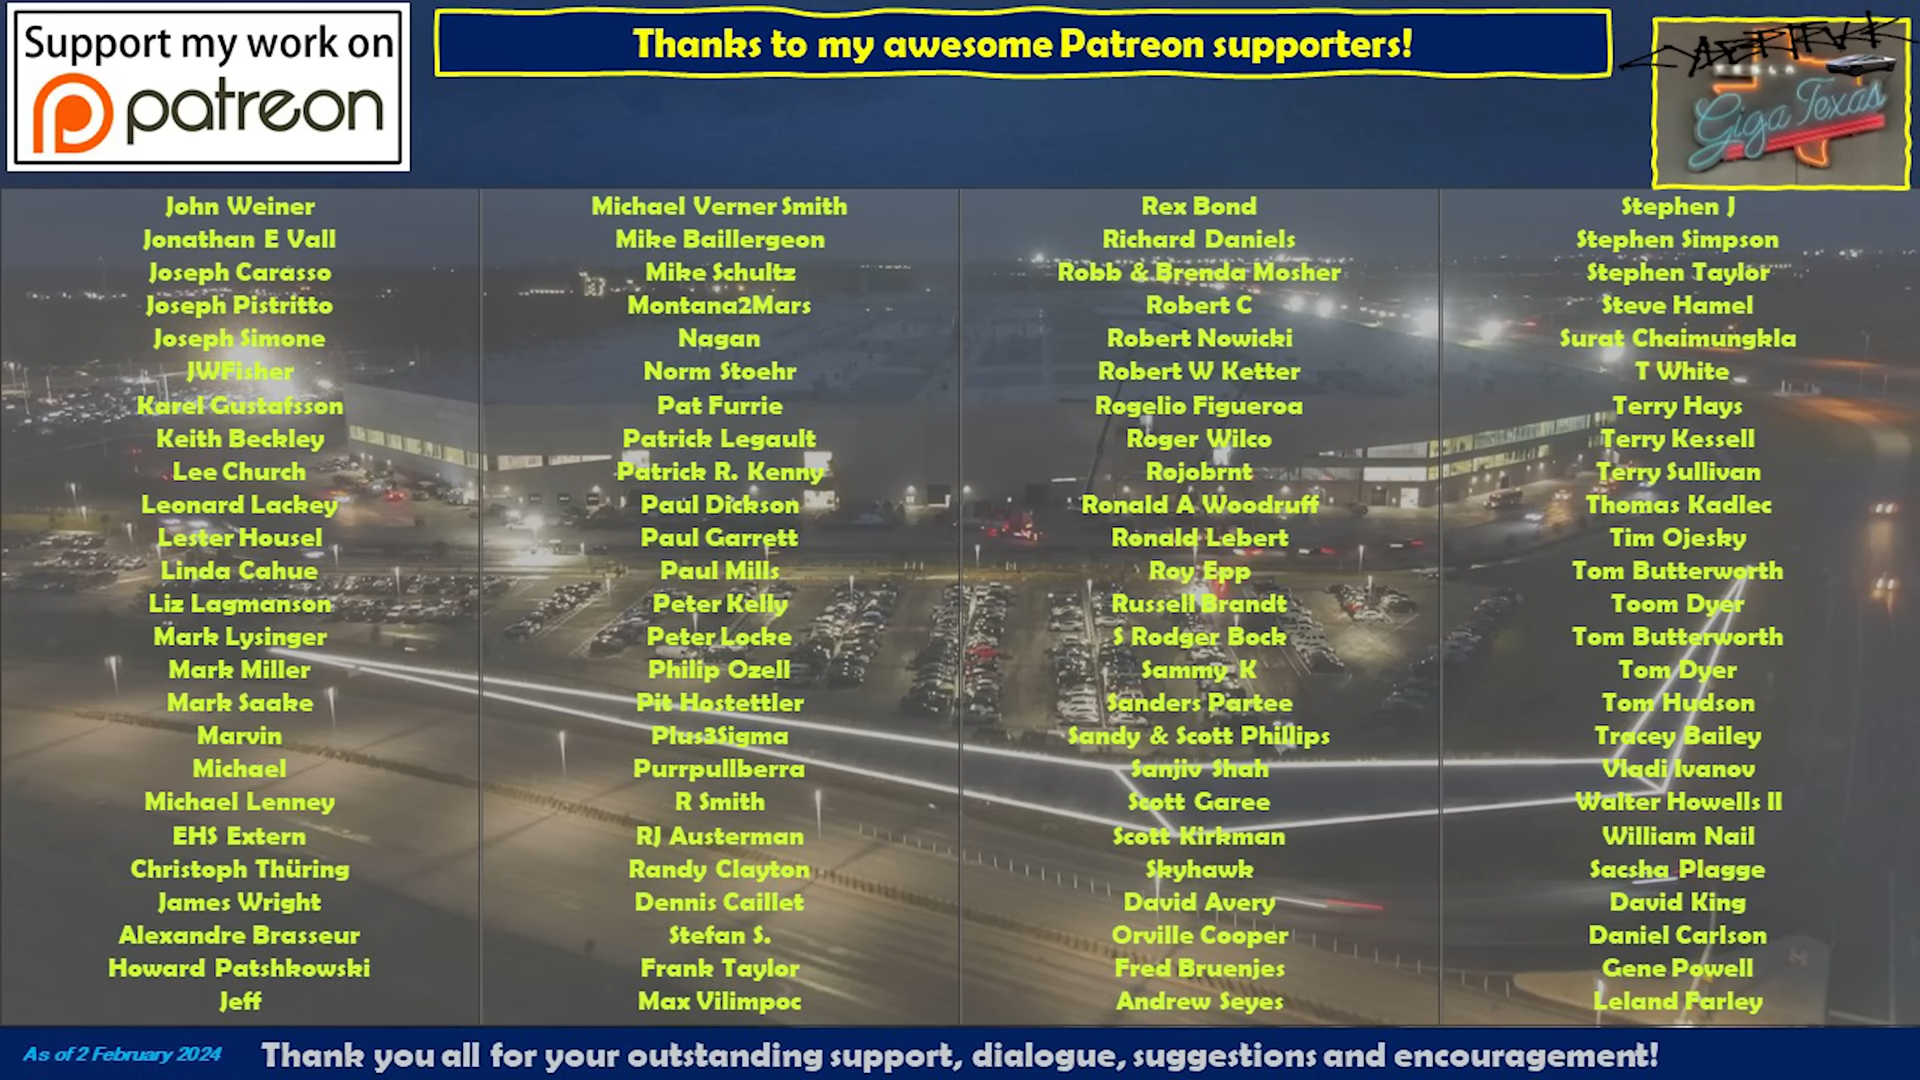 Support my work on
patreon
Thanks to my awesome Patreon supporters!
CYBERTRUCK
TESLA
Giga Texas
John Weiner
Jonathan E Vall
Joseph Carasso
Joseph Pistritto
Joseph Simone
JWFisher
Karel Gustafsson
Keith Beckley
Lee Church
Leonard Lackey
Lester Housel
Linda Cahue
Liz Lagmanson
Mark Lysinger
Mark Miller
Mark Saake
Marvin
Michael
Michael Lenney
EHS Extern
Christoph Thüring
James Wright
Alexandre Brasseur
Howard Patshkowski
Jeff
Michael Verner Smith
Mike Baillergeon
Mike Schultz
Montana2Mars
Nagan
Norm Stoehr
Pat Furrie
Patrick Legault
Patrick R. Kenny
Paul Dickson
Paul Garrett
Paul Mills
Peter Kelly
Peter Locke
Philip Ozell
Pit Hostettler
Plus3Sigma
Purrpullberra
R Smith
RJ Austerman
Randy Clayton
Dennis Caillet
Stefan S.
Frank Taylor
Max Vilimpoc
Rex Bond
Richard Daniels
Robb & Brenda Mosher
Robert C
Robert Nowicki
Robert W Ketter
Rogelio Figueroa
Roger Wilco
Rojobrnt
Ronald A Woodruff
Ronald Lebert
Roy Epp
Russell Brandt
S Rodger Bock
Sammy K
Sanders Partee
Sandy & Scott Phillips
Sanjiv Shah
Scott Garee
Scott Kirkman
Skyhawk
David Avery
Orville Cooper
Fred Bruenjes
Andrew Seyes
Stephen J
Stephen Simpson
Stephen Taylor
Steve Hamel
Surat Chaimungkla
T White
Terry Hays
Terry Kessell
Terry Sullivan
Thomas Kadlec
Tim Ojesky
Tom Butterworth
Toom Dyer
Tom Butterworth
Tom Dyer
Tom Hudson
Tracey Bailey
Vladi Ivanov
Walter Howells II
William Nail
Sacsha Plagge
David King
Daniel Carlson
Gene Powell
Leland Farley
As of 2 February 2024
Thank you all for your outstanding support, dialogue, suggestions and encouragement!